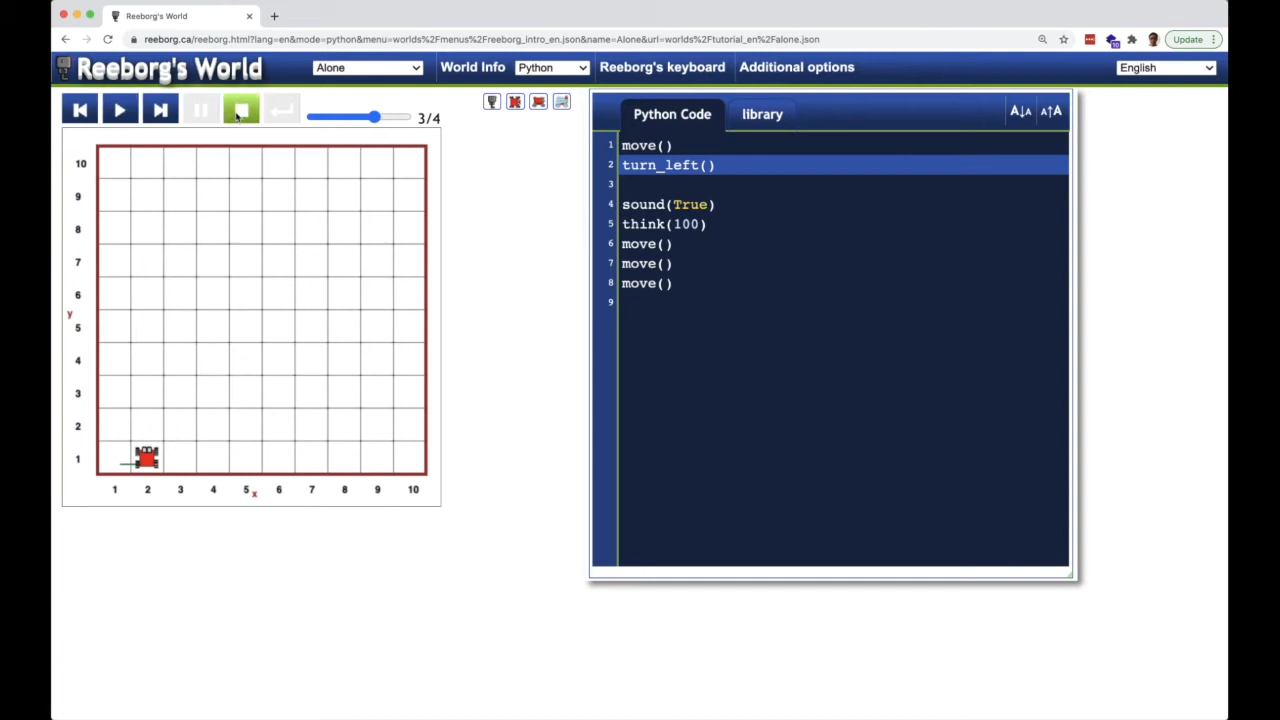 Reeborg's World
reeborg.ca/reeborg.html?lang=en&mode=python&menu=worlds%2Fmenus%2Freeborg_intro_en.json&name=Alone&url=worlds%2Ftutorial_en%2Falone.json
10
Update
Reeborg's World
Alone
World Info
Python
Reeborg's keyboard
Additional options
English
3/4
Python Code
library
A↓A
A↑A
1 move()
2 turn_left()
3
4 sound(True)
5 think(100)
6 move()
7 move()
8 move()
9
10
9
8
7
6
y
5
4
3
2
1
1 2 3 4 5 x 6 7 8 9 10